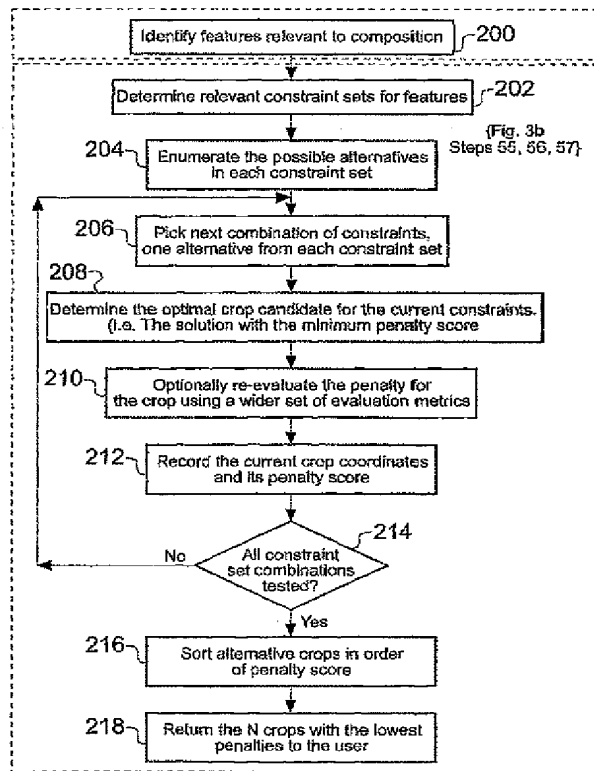 Identify features relevant to composition
200
Determine relevant constraint sets for features
202
{Fig. 3b
Steps 55, 56, 57}
204
Enumerate the possible alternatives
in each constraint set
206
Pick next combination of constraints,
one alternative from each constraint set
208
Determine the optimal crop candidate for the current constraints.
(i.e. The solution with the minimum penalty score
210
Optionally re-evaluate the penalty for
the crop using a wider set of evaluation metrics
212
Record the current crop coordinates
and its penalty score
214
No
All constraint
set combinations
tested?
Yes
216
Sort alternative crops in order
of penalty score
218
Return the N crops with the lowest
penalties to the user